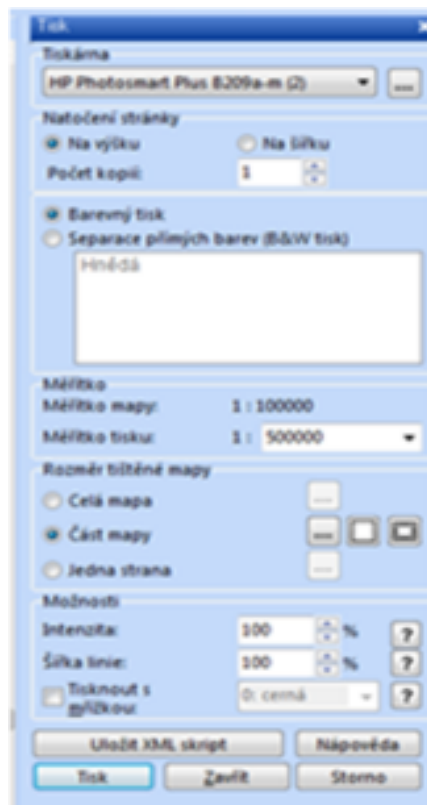 Tisk
Tiskárna
HP Photosmart Plus B209a-m (2)
...
Natočení stránky
Na výšku Na šířku
Počet kopií: 1
Barevný tisk
Separace přímých barev (B&W tisk)
Hnědá
Měřítko
Měřítko mapy: 1 : 100000
Měřítko tisku: 1 : 500000
Rozměr tištěné mapy
Celá mapa ...
Část mapy ...
Jedna strana ...
Možnosti
Intenzita: 100 % ?
Šířka linie: 100 % ?
Tisknout s 0: černá ?
mřížkou:
Uložit XML skript Nápověda
Tisk Zavřít Storno